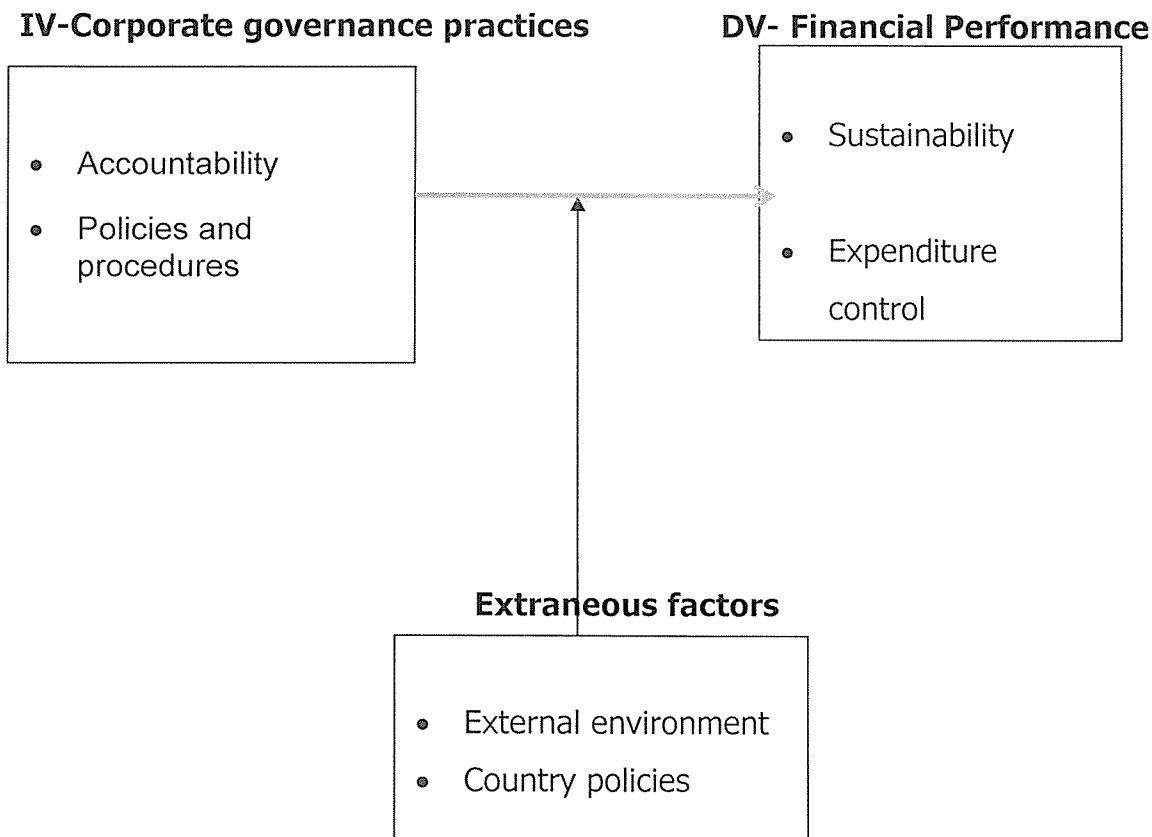 IV-Corporate governance practices
DV- Financial Performance
• Accountability
• Policies and
procedures
• Sustainability
• Expenditure
control
Extraneous factors
• External environment
• Country policies